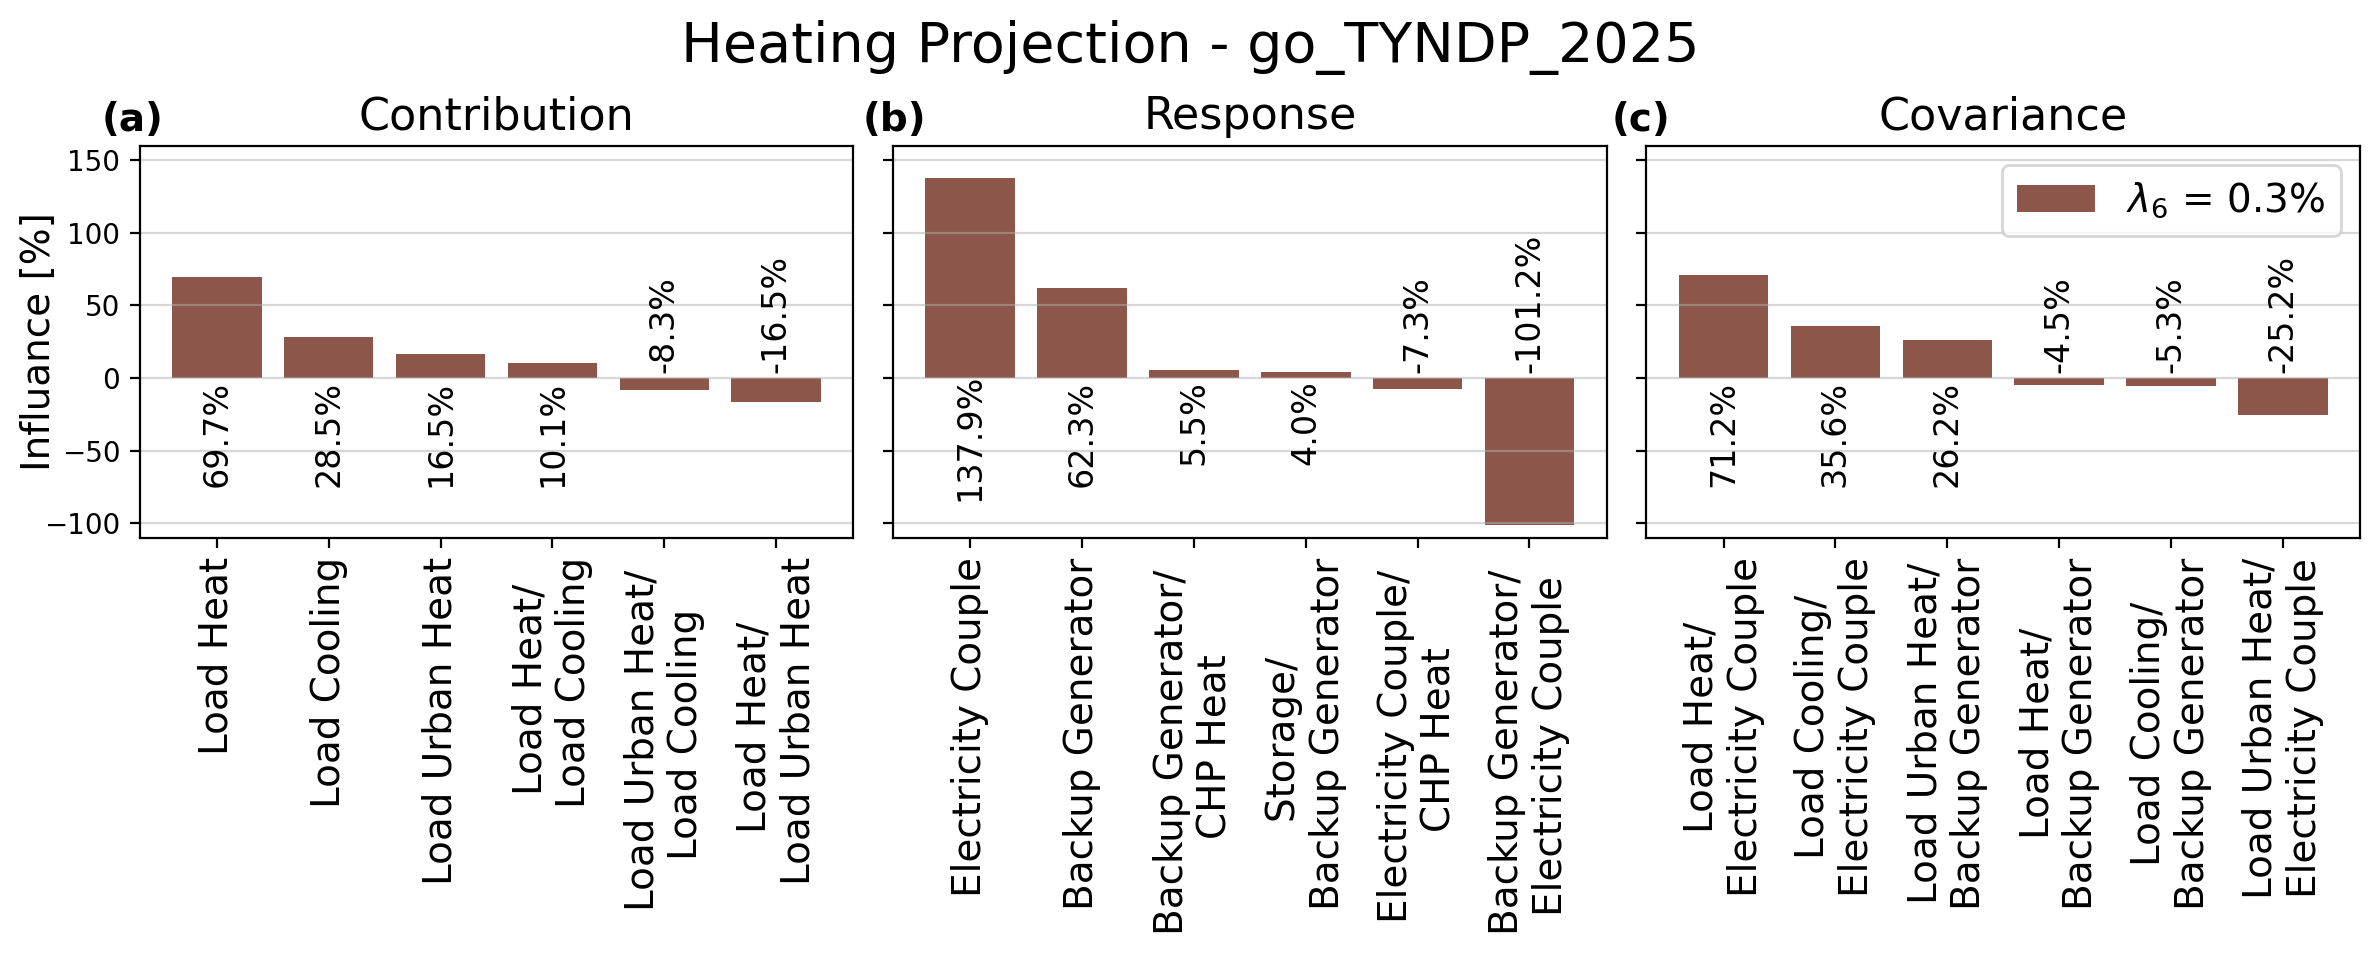 Heating Projection - go_TYNDP_2025
(a)
Contribution
Influance [%]
150
100
50
0
−50
−100
69.7%
28.5%
16.5%
10.1%
-8.3%
-16.5%
Load Heat
Load Cooling
Load Urban Heat
Load Heat/
Load Cooling
Load Urban Heat/
Load Cooling
Load Heat/
Load Urban Heat
(b)
Response
137.9%
62.3%
5.5%
4.0%
-7.3%
-101.2%
Electricity Couple
Backup Generator
Backup Generator/
CHP Heat
Storage/
Backup Generator
Electricity Couple/
CHP Heat
Backup Generator/
Electricity Couple
(c)
Covariance
λ₆ = 0.3%
71.2%
35.6%
26.2%
-4.5%
-5.3%
-25.2%
Load Heat/
Electricity Couple
Load Cooling/
Electricity Couple
Load Urban Heat/
Backup Generator
Load Heat/
Backup Generator
Load Cooling/
Backup Generator
Load Urban Heat/
Electricity Couple